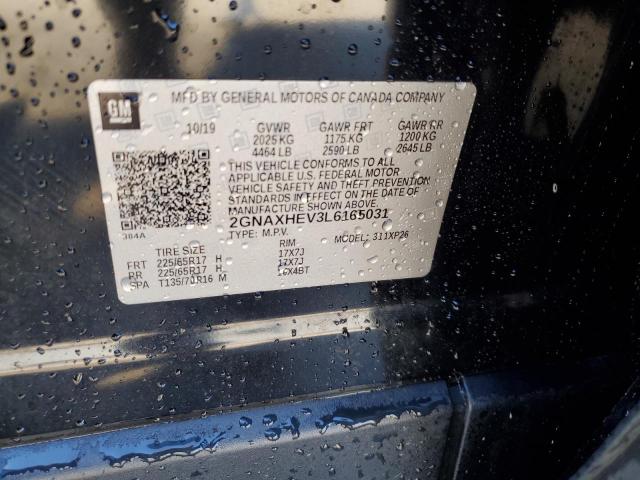 GM
MFD BY GENERAL MOTORS OF CANADA COMPANY
10/19 GVWR GAWR FRT GAWR RR
2025 KG 1175 KG 1200 KG
4464 LB 2590 LB 2645 LB
THIS VEHICLE CONFORMS TO ALL
APPLICABLE U.S. FEDERAL MOTOR
VEHICLE SAFETY AND THEFT PREVENTION
STANDARDS IN EFFECT ON THE DATE OF
MANUFACTURE SHOWN ABOVE.
2GNAXHEV3L6165031
384A
TYPE: M.P.V. MODEL: 311XP26
TIRE SIZE RIM
FRT 225/65R17 H 17X7J
RR 225/65R17 H 17X7J
SPA T135/70R16 M 16X4BT